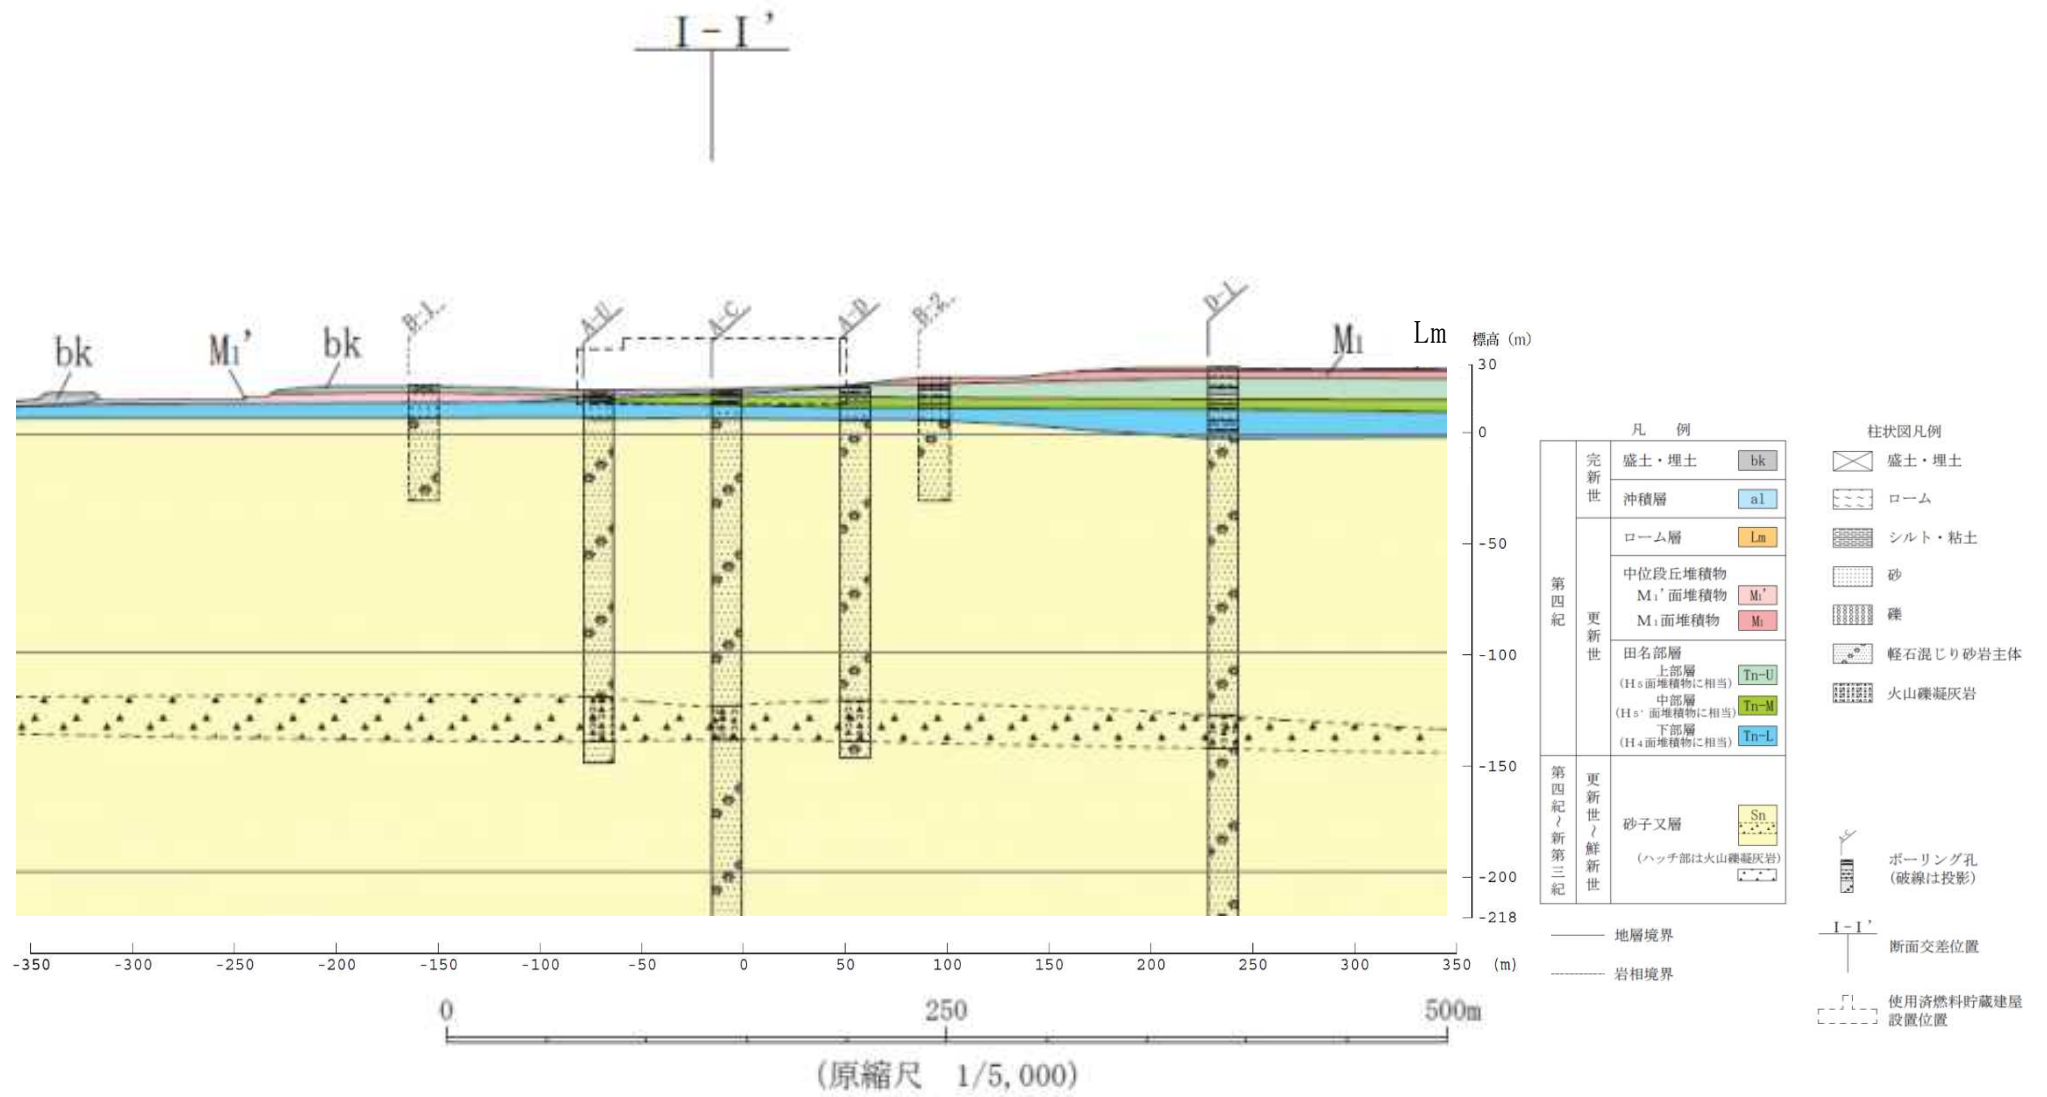 I-I'
B-1
A-U
A-C
A-D
B-2
D-1
bk
M1'
bk
M1
Lm
標高 (m)
30
0
-50
-100
-150
-200
-218
-350
-300
-250
-200
-150
-100
-50
0
50
100
150
200
250
300
350
(m)
0
250
500m
(原縮尺 1/5,000)
凡 例
第四紀
完新世
盛土・埋土
bk
沖積層
al
更新世
ローム層
Lm
中位段丘堆積物
M1'面堆積物
M1'
M1面堆積物
M1
田名部層
上部層
(H5面堆積物に相当)
Tn-U
中部層
(H5'面堆積物に相当)
Tn-M
下部層
(H4面堆積物に相当)
Tn-L
第四紀~新第三紀
更新世~鮮新世
砂子又層
Sn
(ハッチ部は火山礫凝灰岩)
地層境界
岩相境界
柱状図凡例
盛土・埋土
ローム
シルト・粘土
砂
礫
軽石混じり砂岩主体
火山礫凝灰岩
ボーリング孔
(破線は投影)
I-I'
断面交差位置
使用済燃料貯蔵建屋
設置位置